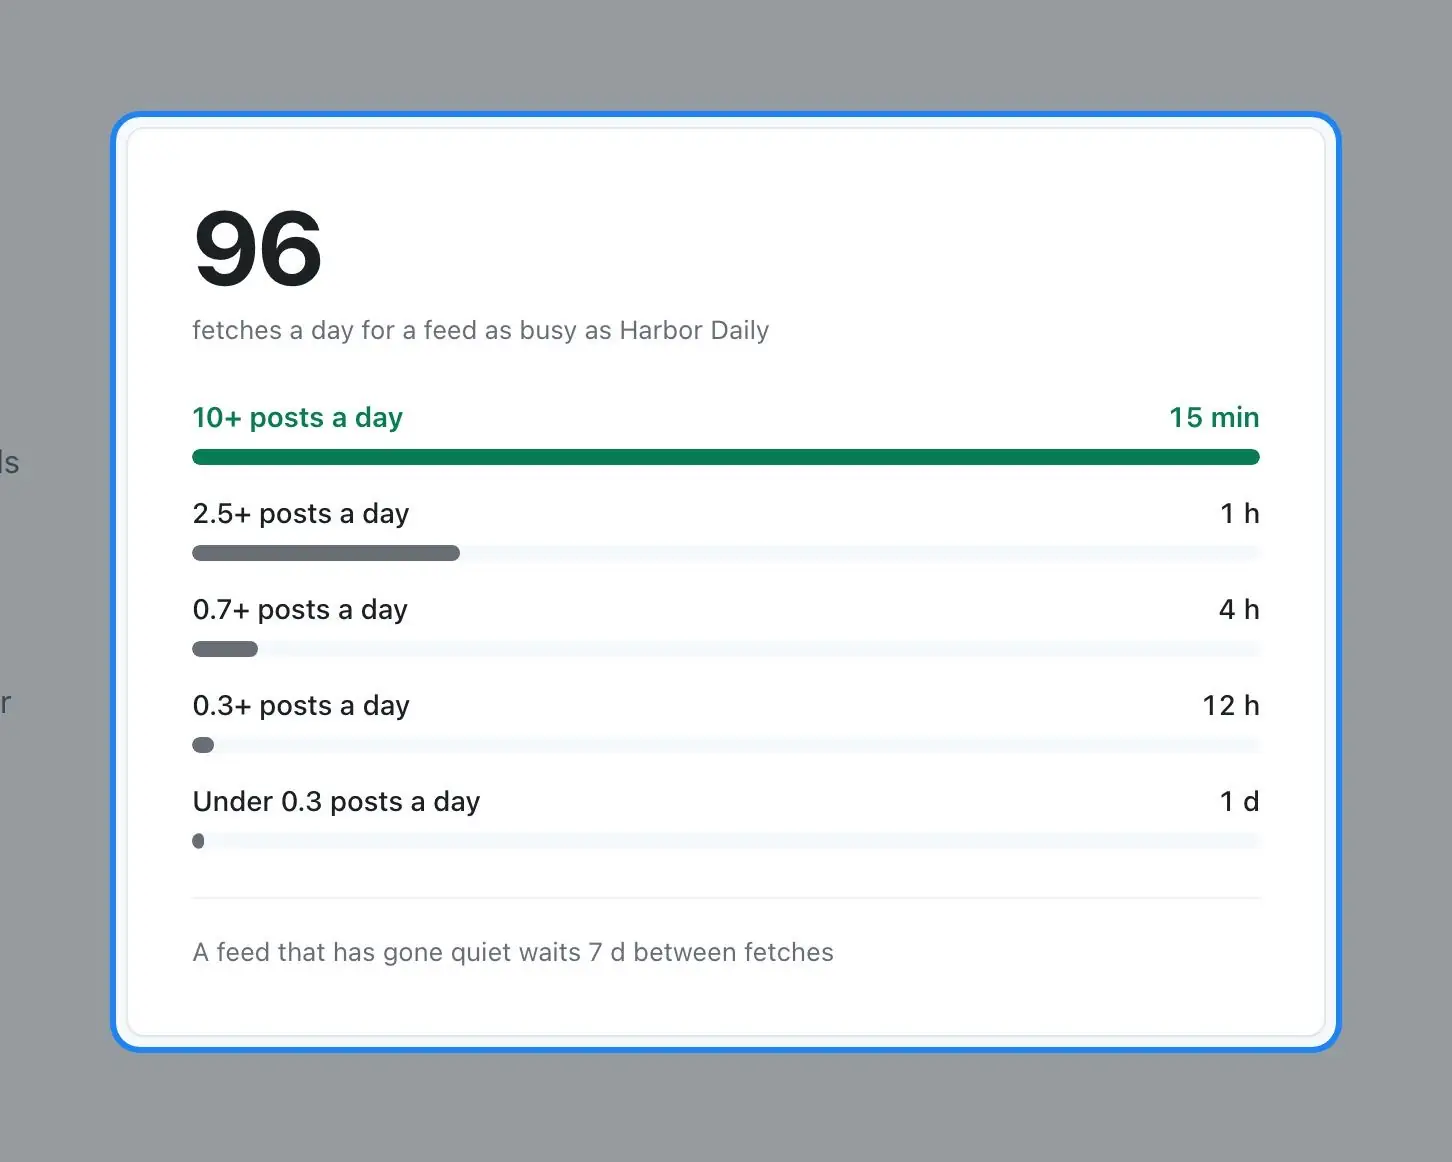 96
fetches a day for a feed as busy as Harbor Daily
10+ posts a day 15 min
2.5+ posts a day 1 h
0.7+ posts a day 4 h
0.3+ posts a day 12 h
Under 0.3 posts a day 1 d
A feed that has gone quiet waits 7 d between fetches